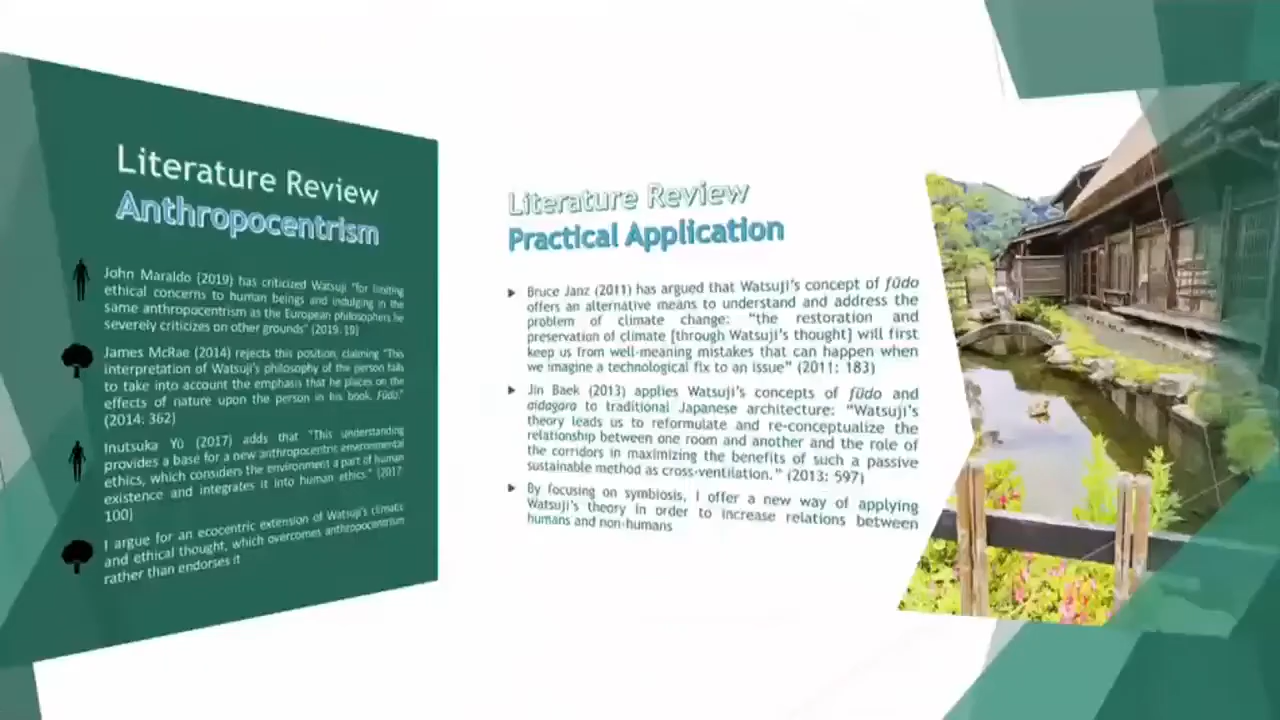 Literature Review
Anthropocentrism
John Maraldo (2019) has criticized Watsuji "for limiting
ethical concerns to human beings and indulging in the
same anthropocentrism as the European philosophers he
severely criticizes on other grounds" (2019: 19)
James McRae (2014) rejects this position, claiming "This
interpretation of Watsuji's philosophy of the person fails
to take into account the emphasis that he places on the
effects of nature upon the person in his book, Fūdo."
(2014: 362)
Inutsuka Yū (2017) adds that "This understanding
provides a base for a new anthropocentric environmental
ethics, which considers the environment a part of human
existence and integrates it into human ethics." (2017:
100)
I argue for an ecocentric extension of Watsuji's climatic
and ethical thought, which overcomes anthropocentrism
rather than endorses it
Literature Review
Practical Application
Bruce Janz (2011) has argued that Watsuji's concept of fūdo
offers an alternative means to understand and address the
problem of climate change: "the restoration and
preservation of climate [through Watsuji's thought] will first
keep us from well-meaning mistakes that can happen when
we imagine a technological fix to an issue" (2011: 183)
Jin Baek (2013) applies Watsuji's concepts of fūdo and
aidagara to traditional Japanese architecture: "Watsuji's
theory leads us to reformulate and re-conceptualize the
relationship between one room and another and the role of
the corridors in maximizing the benefits of such a passive
sustainable method as cross-ventilation." (2013: 597)
By focusing on symbiosis, I offer a new way of applying
Watsuji's theory in order to increase relations between
humans and non-humans